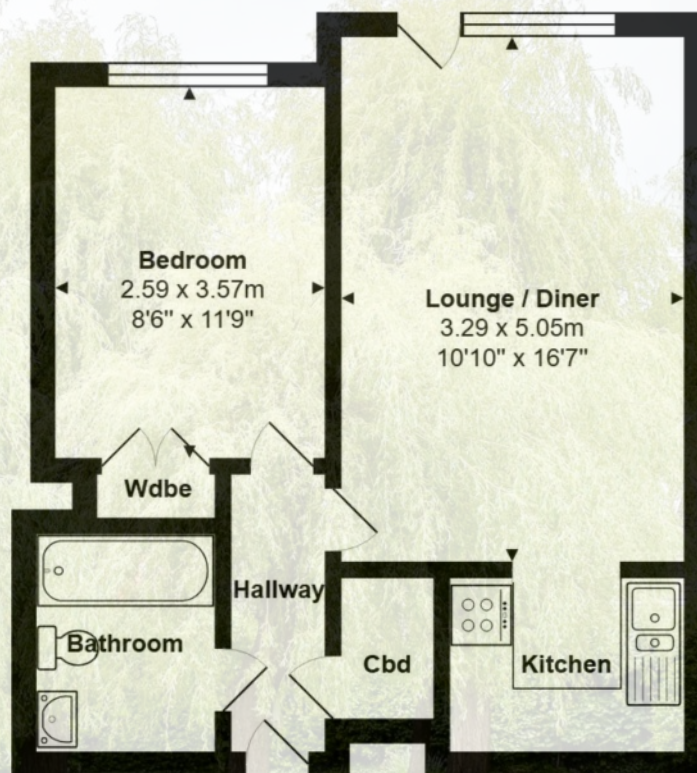 Bedroom
2.59 x 3.57m
8'6" x 11'9"
Lounge / Diner
3.29 x 5.05m
10'10" x 16'7"
Wdbe
Hallway
Bathroom
Cbd
Kitchen